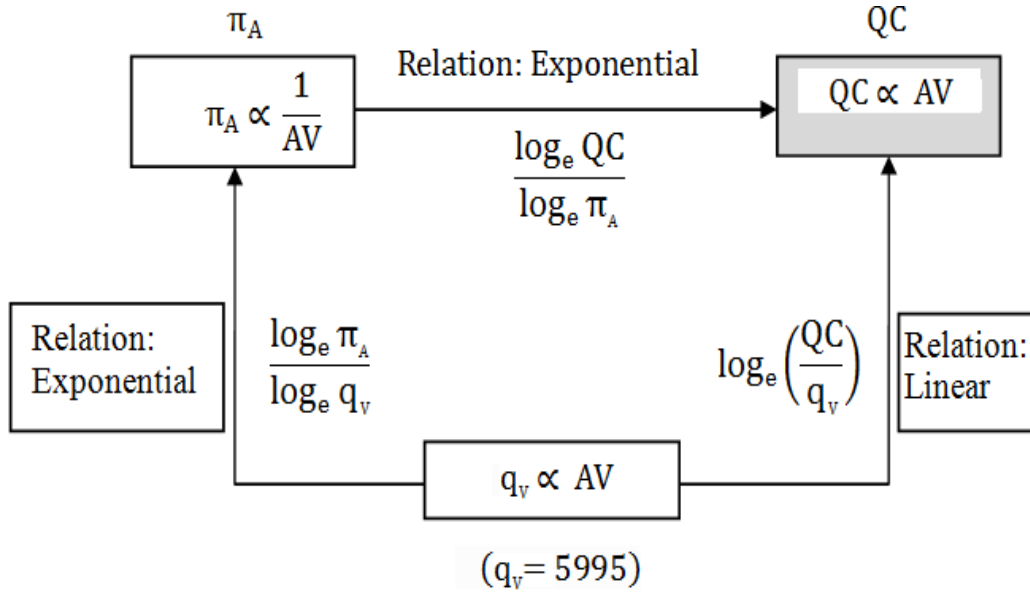 π_A
QC
π_A ∝ 1/AV
Relation: Exponential
QC ∝ AV
log_e QC / log_e π_A
Relation:
Exponential
log_e π_A / log_e q_v
log_e(QC/q_v)
Relation:
Linear
q_v ∝ AV
(q_v= 5995)